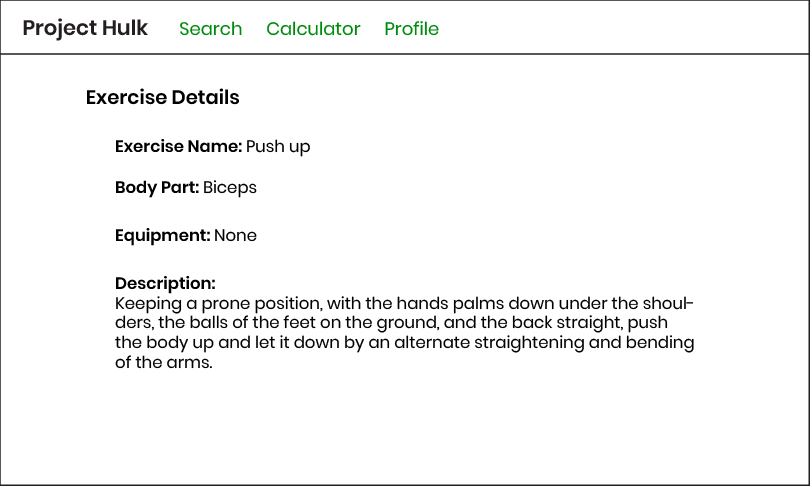 Project Hulk Search Calculator Profile
Exercise Details
Exercise Name: Push up
Body Part: Biceps
Equipment: None
Description:
Keeping a prone position, with the hands palms down under the shoul-
ders, the balls of the feet on the ground, and the back straight, push
the body up and let it down by an alternate straightening and bending
of the arms.